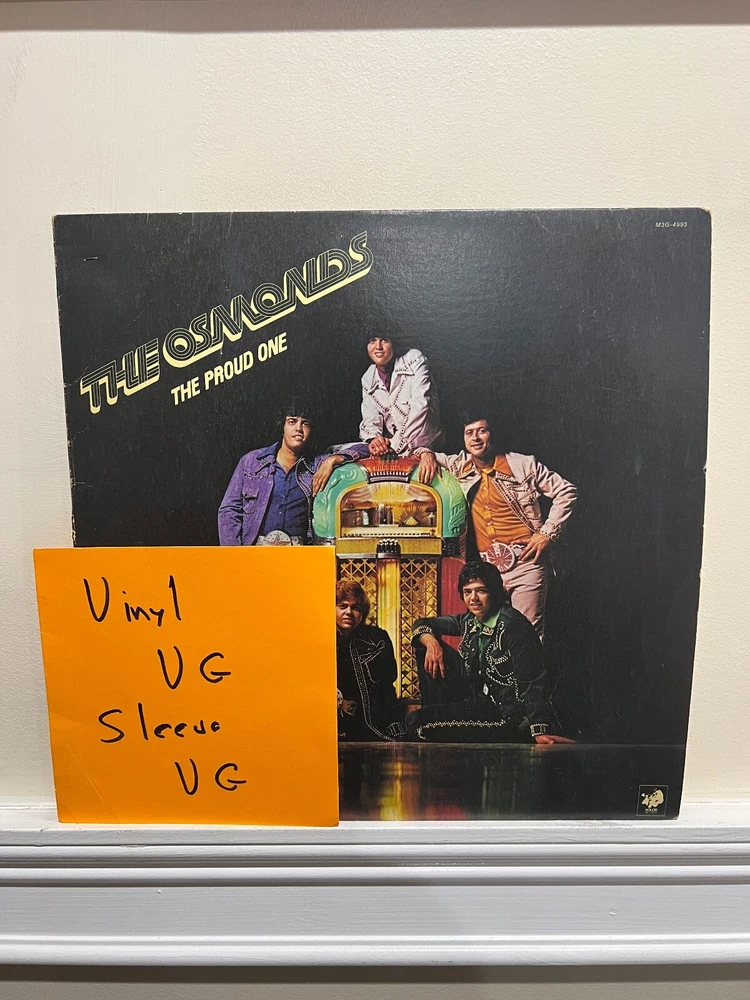 M3G-4993
THE OSMONDS
THE PROUD ONE
Vinyl
VG
Sleeve
VG